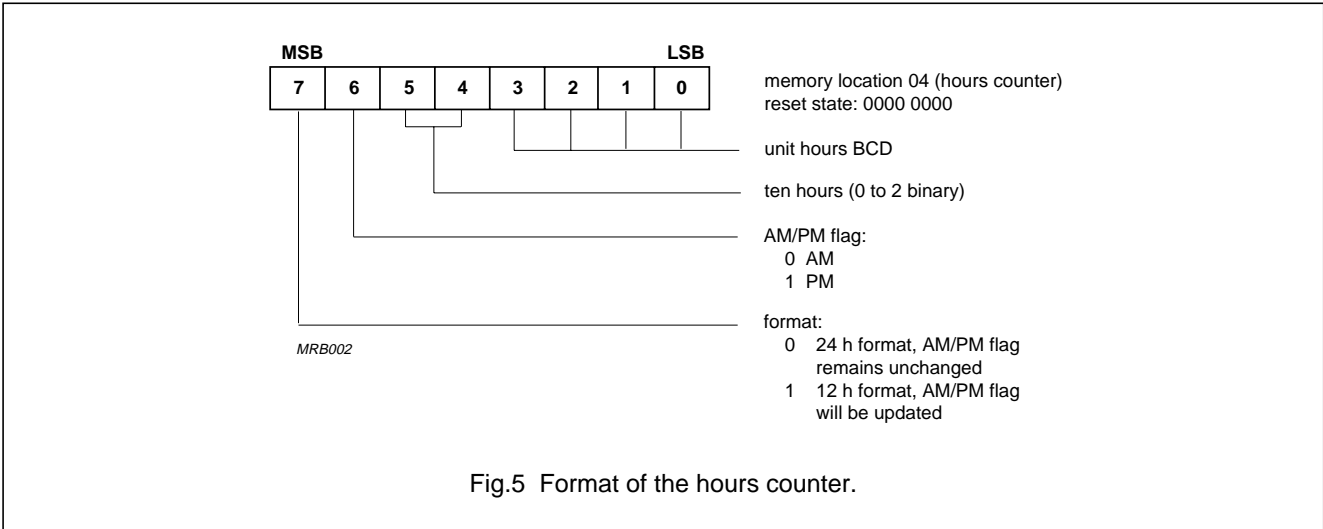 MSB LSB
7 6 5 4 3 2 1 0
memory location 04 (hours counter)
reset state: 0000 0000
unit hours BCD
ten hours (0 to 2 binary)
AM/PM flag:
0 AM
1 PM
format:
0 24 h format, AM/PM flag
remains unchanged
1 12 h format, AM/PM flag
will be updated
MRB002
Fig.5 Format of the hours counter.